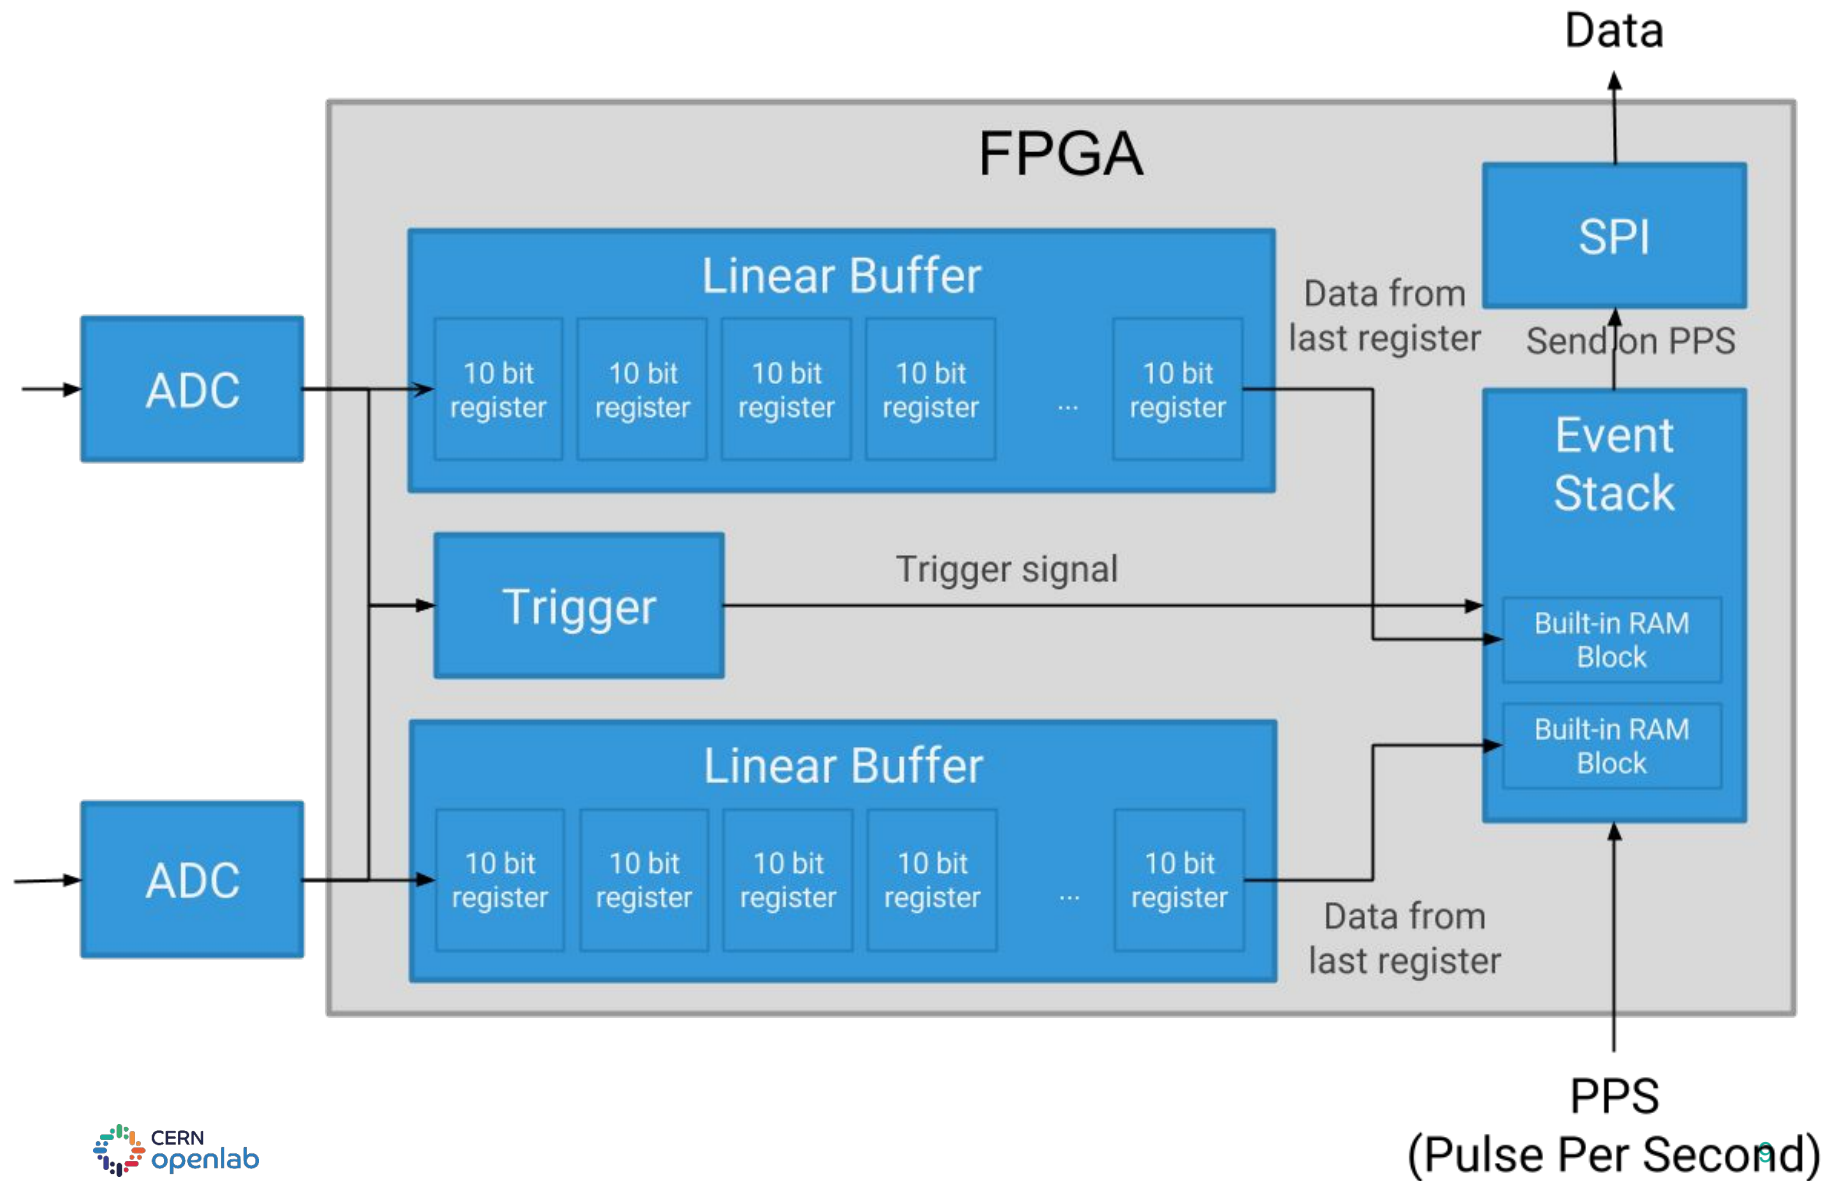 Data
FPGA
SPI
Linear Buffer
Data from
last register
Send on PPS
ADC
10 bit
register
10 bit
register
10 bit
register
10 bit
register
...
10 bit
register
Event
Stack
Trigger
Trigger signal
Built-in RAM
Block
Built-in RAM
Block
Linear Buffer
ADC
10 bit
register
10 bit
register
10 bit
register
10 bit
register
...
10 bit
register
Data from
last register
PPS
(Pulse Per Second)
9
CERN
openlab